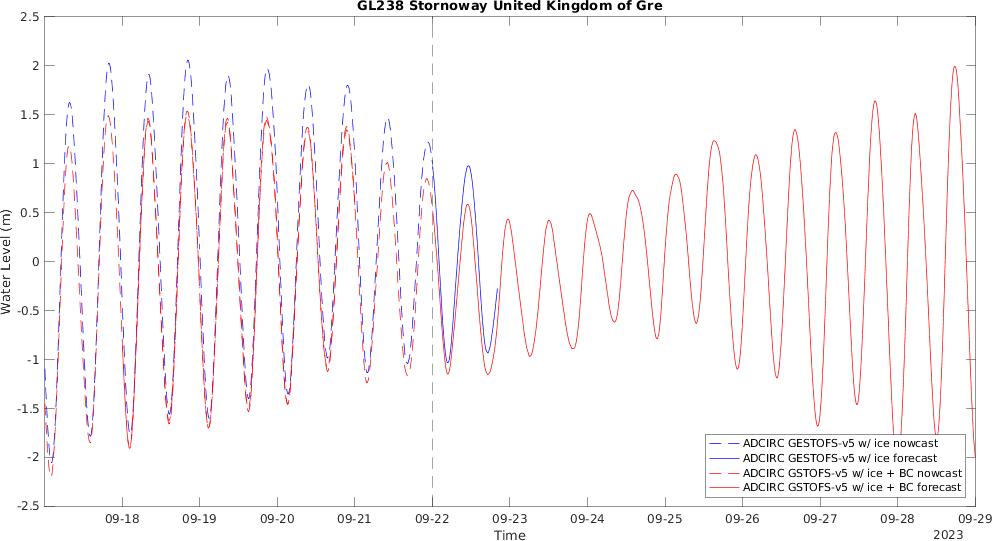 GL238 Stornoway United Kingdom of Gre
2.5
2
1.5
1
0.5
0
-0.5
-1
-1.5
-2
-2.5
Water Level (m)
09-18 09-19 09-20 09-21 09-22 09-23 09-24 09-25 09-26 09-27 09-28 09-29
Time
2023
ADCIRC GESTOFS-v5 w/ ice nowcast
ADCIRC GESTOFS-v5 w/ ice forecast
ADCIRC GSTOFS-v5 w/ ice + BC nowcast
ADCIRC GSTOFS-v5 w/ ice + BC forecast